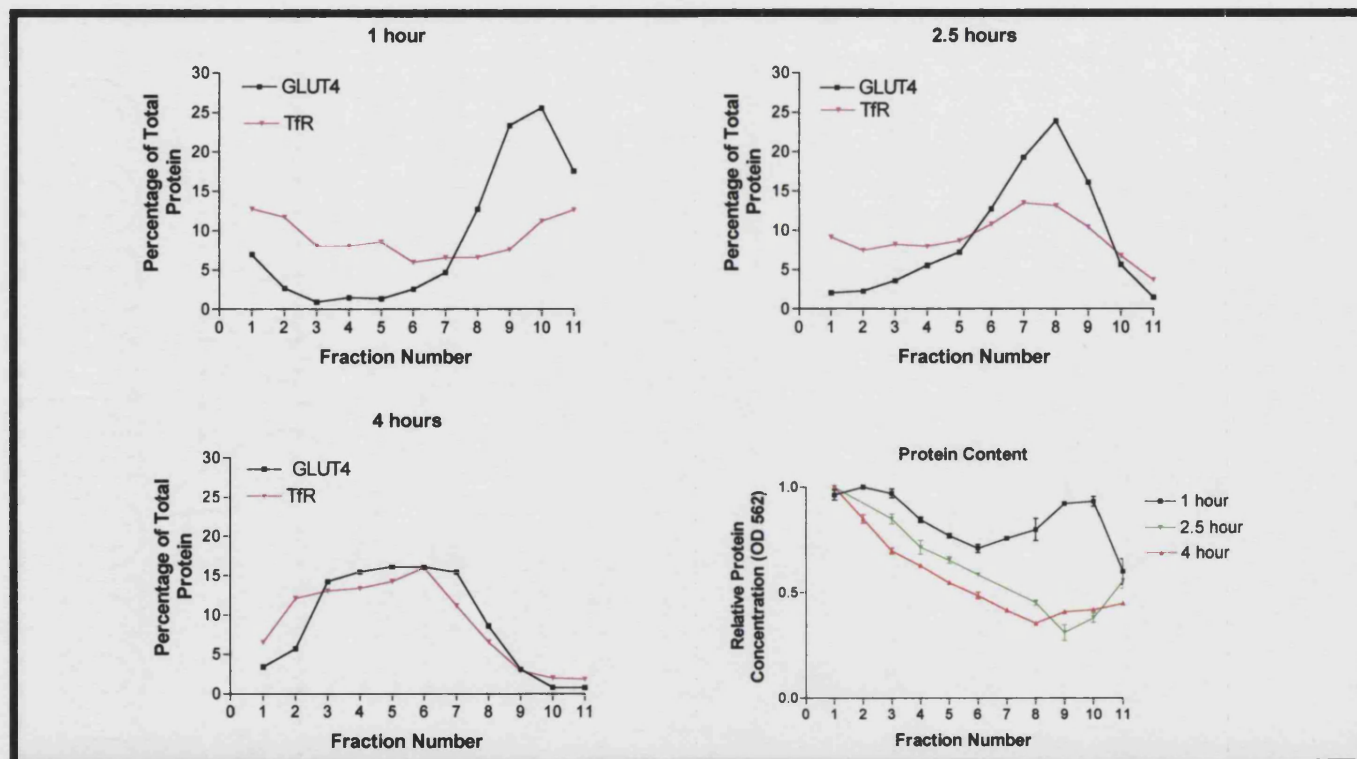 1 hour
30
25
20
15
10
5
0
Percentage of Total
Protein
GLUT4
TfR
0 1 2 3 4 5 6 7 8 9 10 11
Fraction Number
2.5 hours
30
25
20
15
10
5
0
Percentage of Total
Protein
GLUT4
TfR
0 1 2 3 4 5 6 7 8 9 10 11
Fraction Number
4 hours
30
25
20
15
10
5
0
Percentage of Total
Protein
GLUT4
TfR
0 1 2 3 4 5 6 7 8 9 10 11
Fraction Number
Protein Content
1.0
0.5
0.0
Relative Protein
Concentration (OD 562)
1 hour
2.5 hour
4 hour
0 1 2 3 4 5 6 7 8 9 10 11
Fraction Number